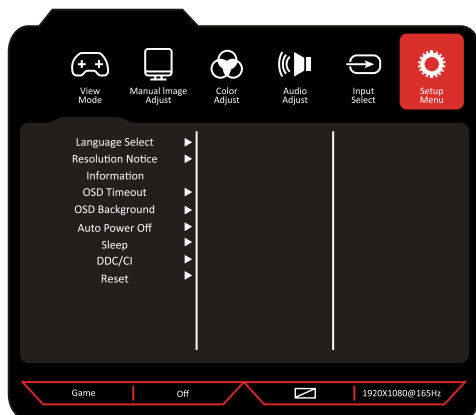 View
Mode
Manual Image
Adjust
Color
Adjust
Audio
Adjust
Input
Select
Setup
Menu
Language Select
Resolution Notice
Information
OSD Timeout
OSD Background
Auto Power Off
Sleep
DDC/CI
Reset
Game
Off
1920X1080@165Hz